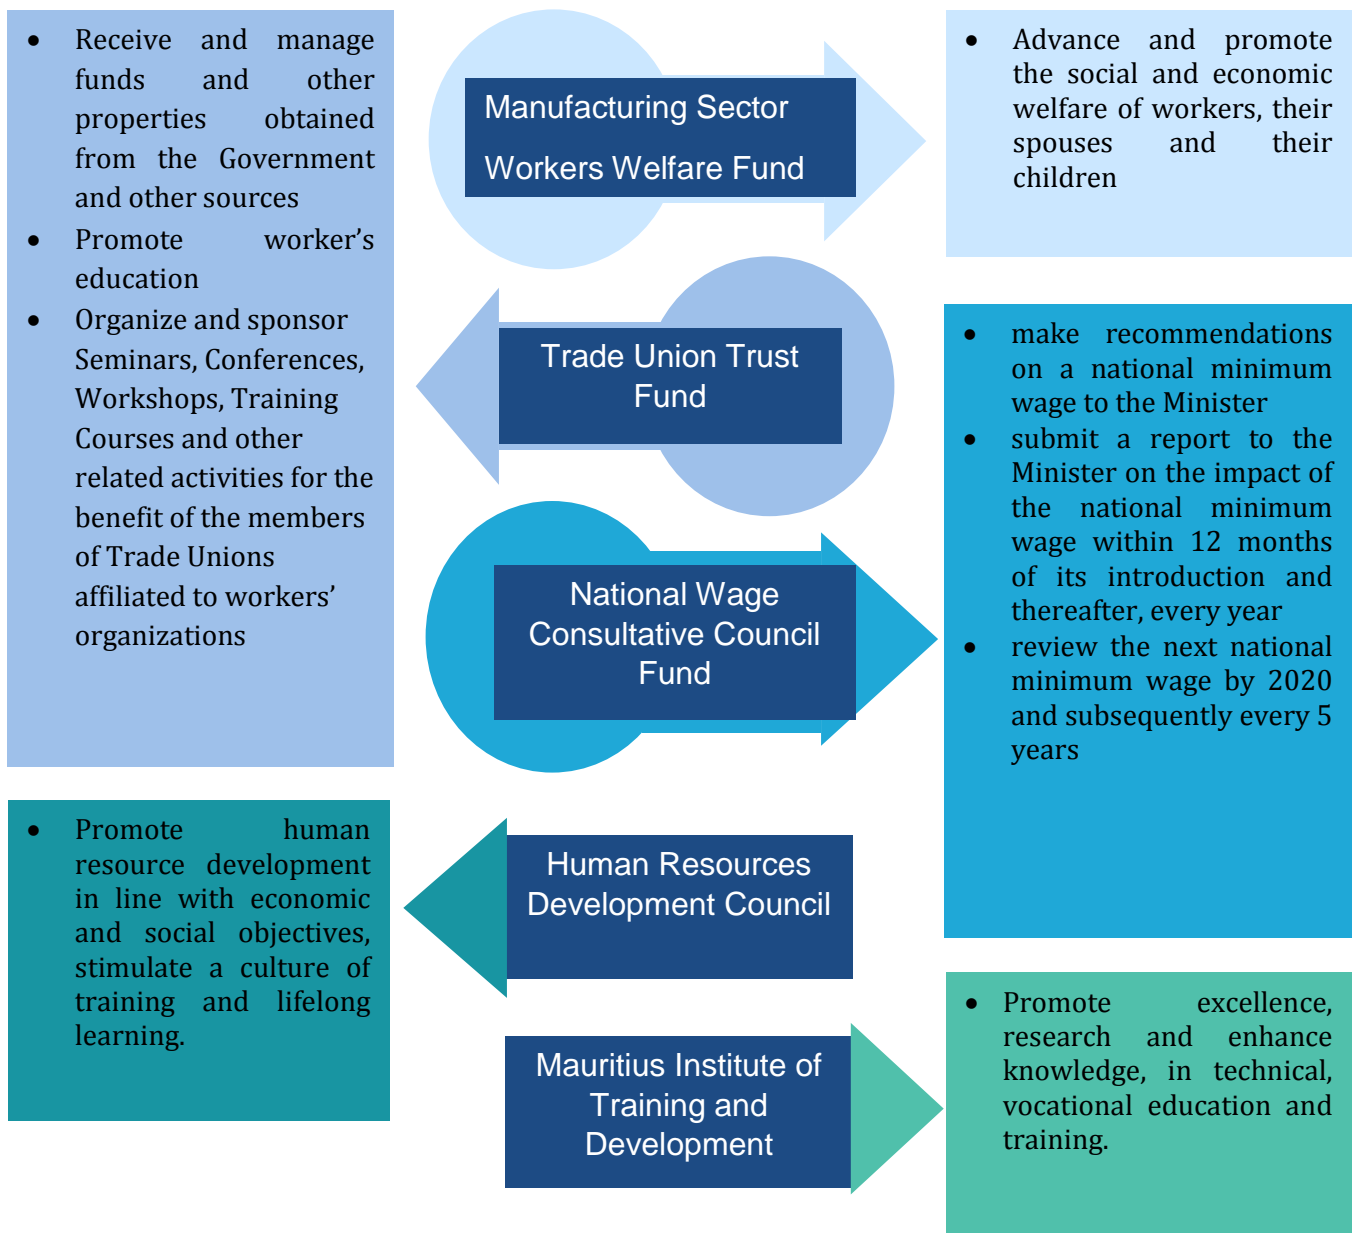 • Receive and manage
funds and other
properties obtained
from the Government
and other sources
• Promote worker’s
education
• Organize and sponsor
Seminars, Conferences,
Workshops, Training
Courses and other
related activities for the
benefit of the members
of Trade Unions
affiliated to workers’
organizations
Manufacturing Sector
Workers Welfare Fund
• Advance and promote
the social and economic
welfare of workers, their
spouses and their
children
Trade Union Trust
Fund
National Wage
Consultative Council
Fund
• make recommendations
on a national minimum
wage to the Minister
• submit a report to the
Minister on the impact of
the national minimum
wage within 12 months
of its introduction and
thereafter, every year
• review the next national
minimum wage by 2020
and subsequently every 5
years
• Promote human
resource development
in line with economic
and social objectives,
stimulate a culture of
training and lifelong
learning.
Human Resources
Development Council
Mauritius Institute of
Training and
Development
• Promote excellence,
research and enhance
knowledge, in technical,
vocational education and
training.